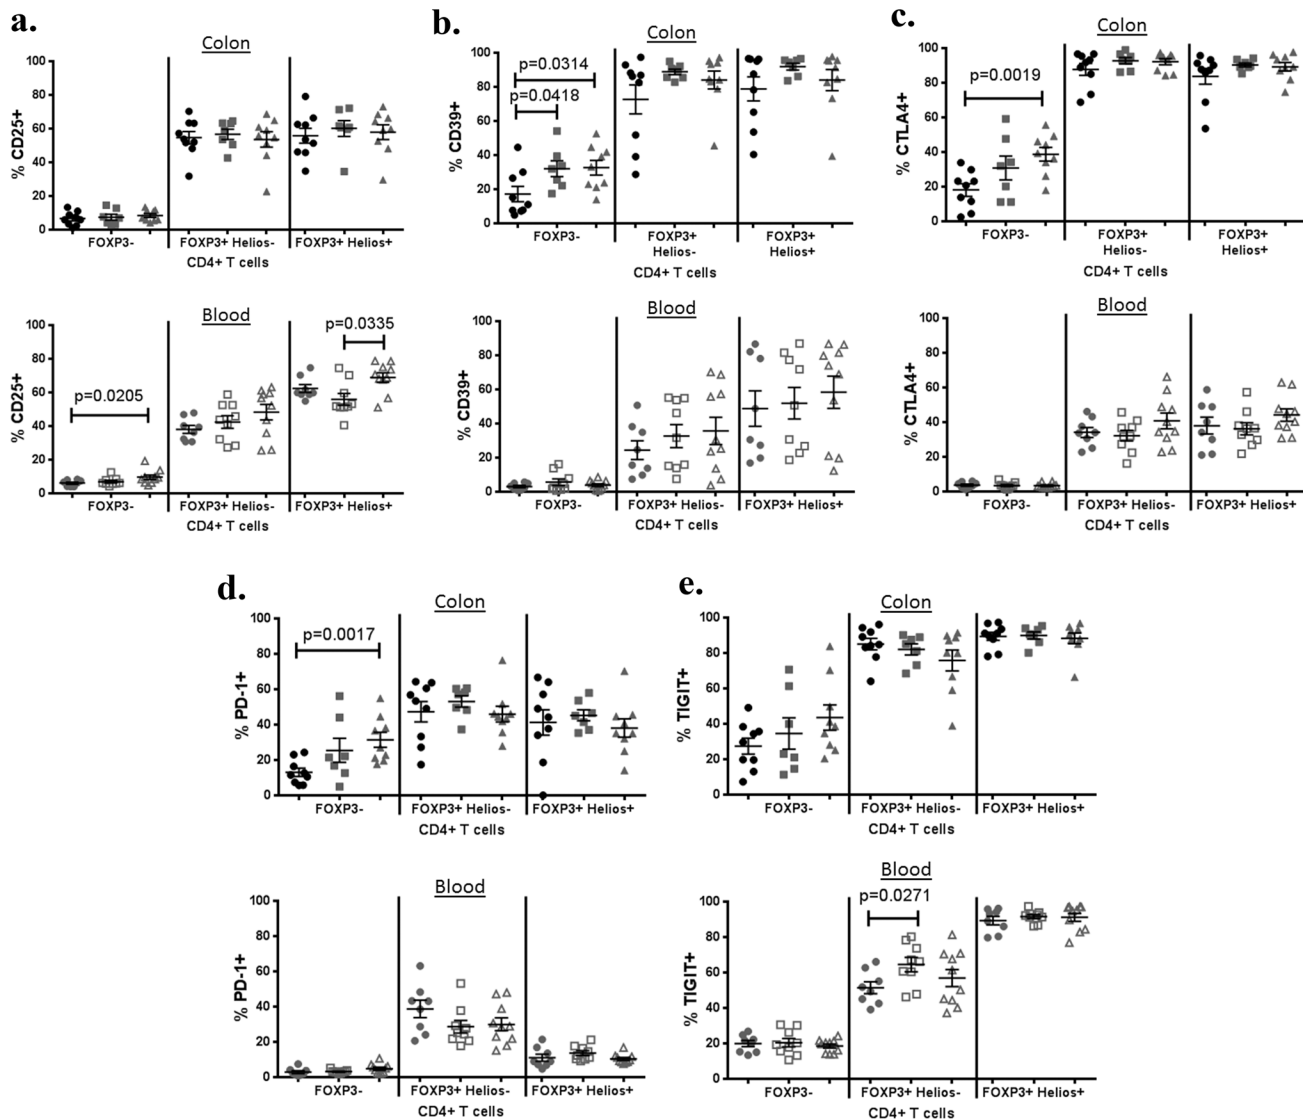 a.
Colon
% CD25+
100
80
60
40
20
0
FOXP3-
FOXP3+ Helios-
FOXP3+ Helios+
CD4+ T cells
Blood
% CD25+
100
80
60
40
20
0
p=0.0205
p=0.0335
FOXP3-
FOXP3+ Helios-
FOXP3+ Helios+
CD4+ T cells
b.
Colon
% CD39+
100
80
60
40
20
0
p=0.0314
p=0.0418
FOXP3-
FOXP3+
Helios-
FOXP3+
Helios+
CD4+ T cells
Blood
% CD39+
100
80
60
40
20
0
FOXP3-
FOXP3+ Helios-
FOXP3+ Helios+
CD4+ T cells
c.
Colon
% CTLA4+
100
80
60
40
20
0
p=0.0019
FOXP3-
FOXP3+
Helios-
FOXP3+
Helios+
CD4+ T cells
Blood
% CTLA4+
100
80
60
40
20
0
FOXP3-
FOXP3+ Helios-
FOXP3+ Helios+
CD4+ T cells
d.
Colon
% PD-1+
100
80
60
40
20
0
p=0.0017
FOXP3-
FOXP3+ Helios-
FOXP3+ Helios+
CD4+ T cells
Blood
% PD-1+
100
80
60
40
20
0
FOXP3-
FOXP3+ Helios-
FOXP3+ Helios+
CD4+ T cells
e.
Colon
% TIGIT+
100
80
60
40
20
0
FOXP3-
FOXP3+ Helios-
FOXP3+ Helios+
CD4+ T cells
Blood
% TIGIT+
100
80
60
40
20
0
p=0.0271
FOXP3-
FOXP3+ Helios-
FOXP3+ Helios+
CD4+ T cells